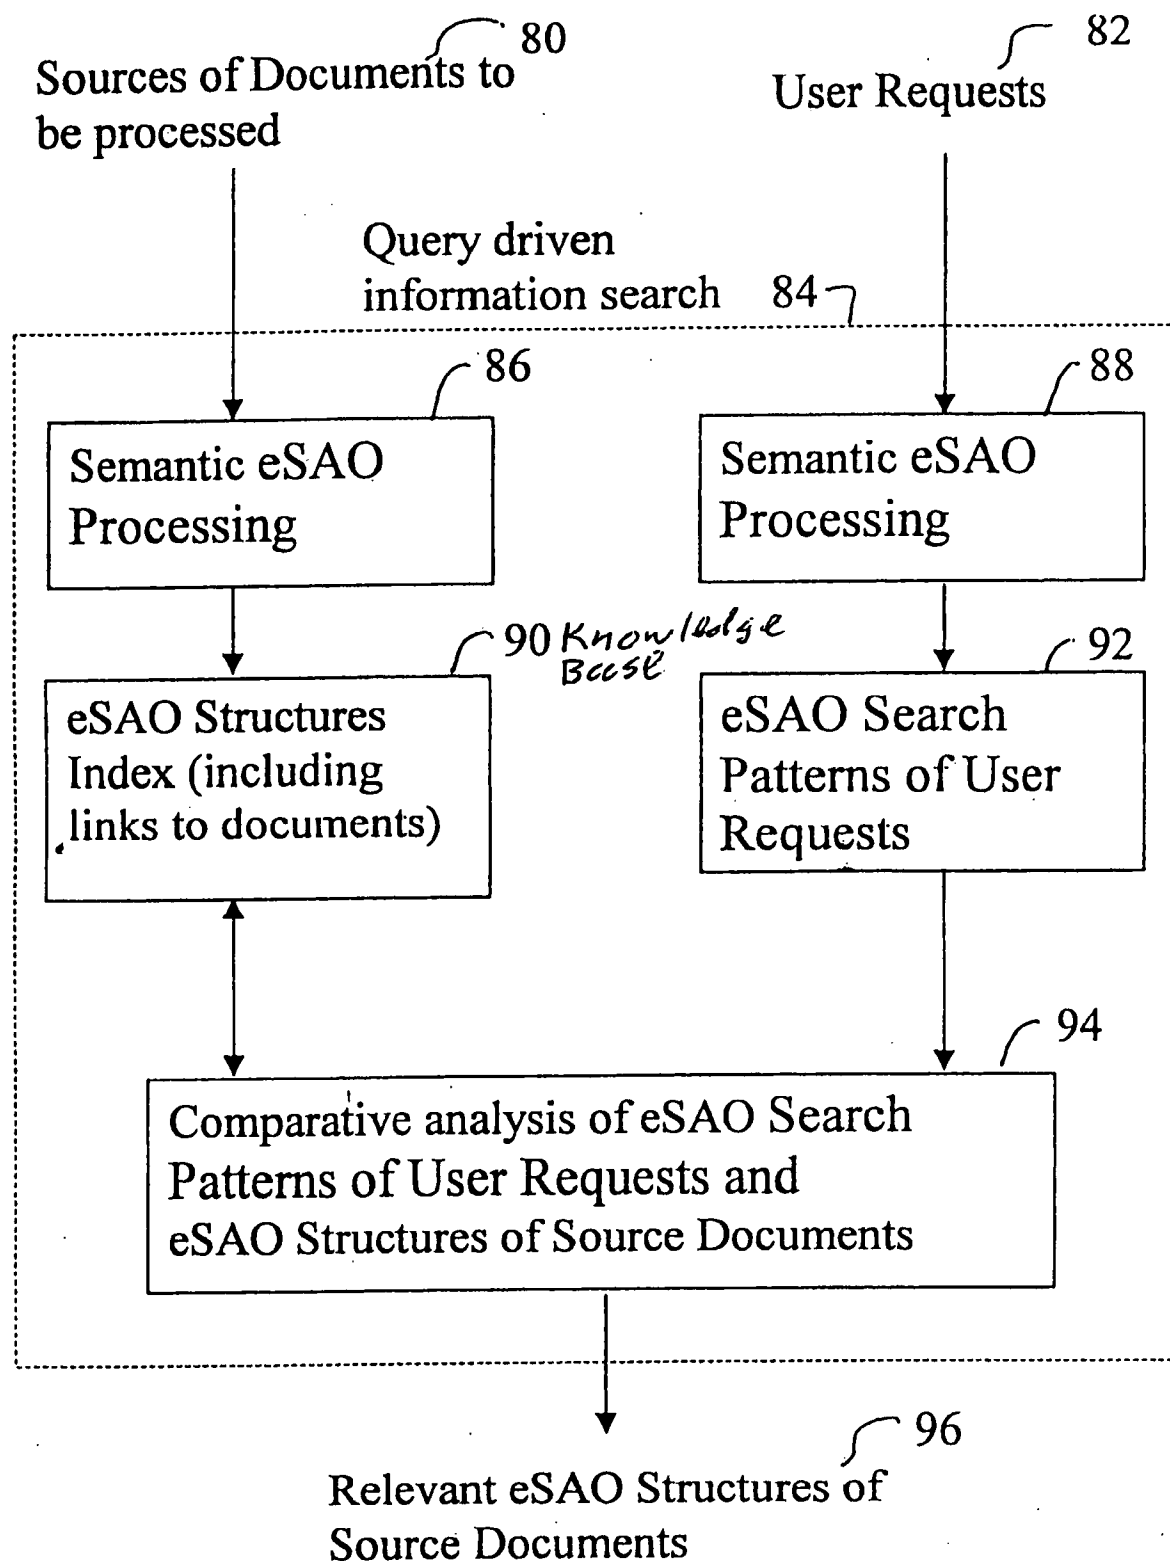 80
Sources of Documents to
be processed
82
User Requests
Query driven
information search 84
86
Semantic eSAO
Processing
88
Semantic eSAO
Processing
90 Knowledge
Base
eSAO Structures
Index (including
links to documents)
92
eSAO Search
Patterns of User
Requests
94
Comparative analysis of eSAO Search
Patterns of User Requests and
eSAO Structures of Source Documents
96
Relevant eSAO Structures of
Source Documents